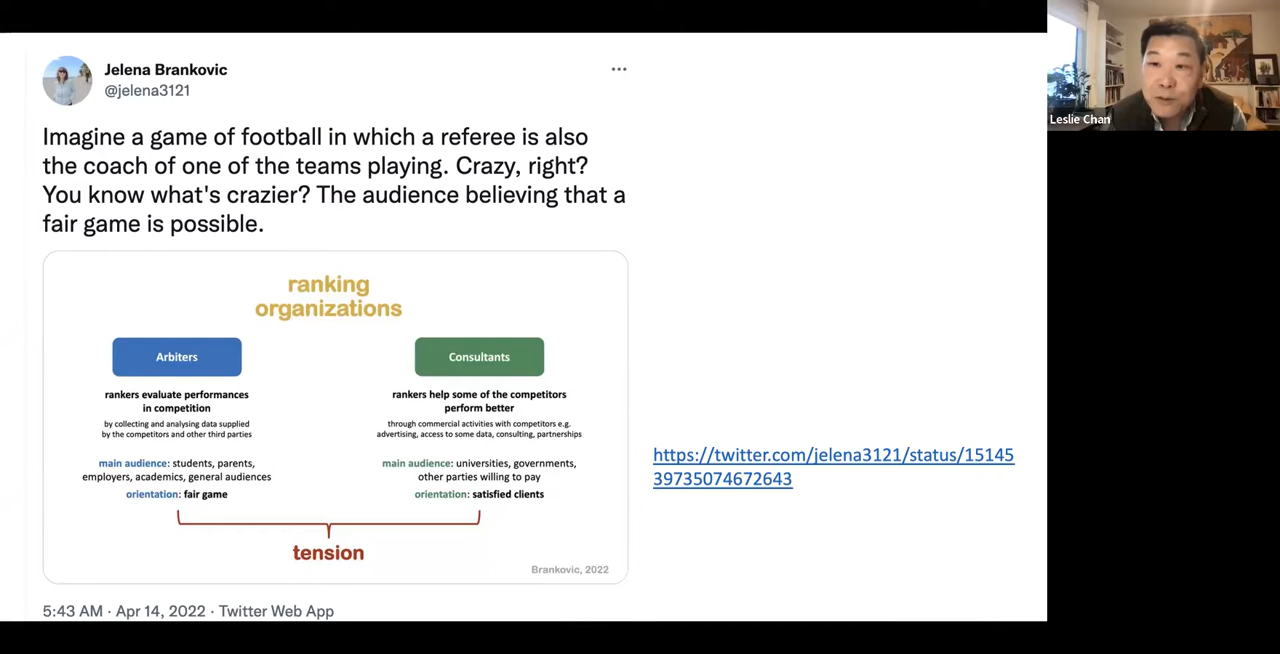 Jelena Brankovic
@jelena3121
Imagine a game of football in which a referee is also
the coach of one of the teams playing. Crazy, right?
You know what's crazier? The audience believing that a
fair game is possible.
ranking
organizations
Arbiters
rankers evaluate performances
in competition
by collecting and analysing data supplied
by the competitors and other third parties
main audience: students, parents,
employers, academics, general audiences
orientation: fair game
Consultants
rankers help some of the competitors
perform better
through commercial activities with competitors e.g.
advertising, access to some data, consulting, partnerships
main audience: universities, governments,
other parties willing to pay
orientation: satisfied clients
tension
Brankovic, 2022
5:43 AM · Apr 14, 2022 · Twitter Web App
https://twitter.com/jelena3121/status/15145
39735074672643
Leslie Chan